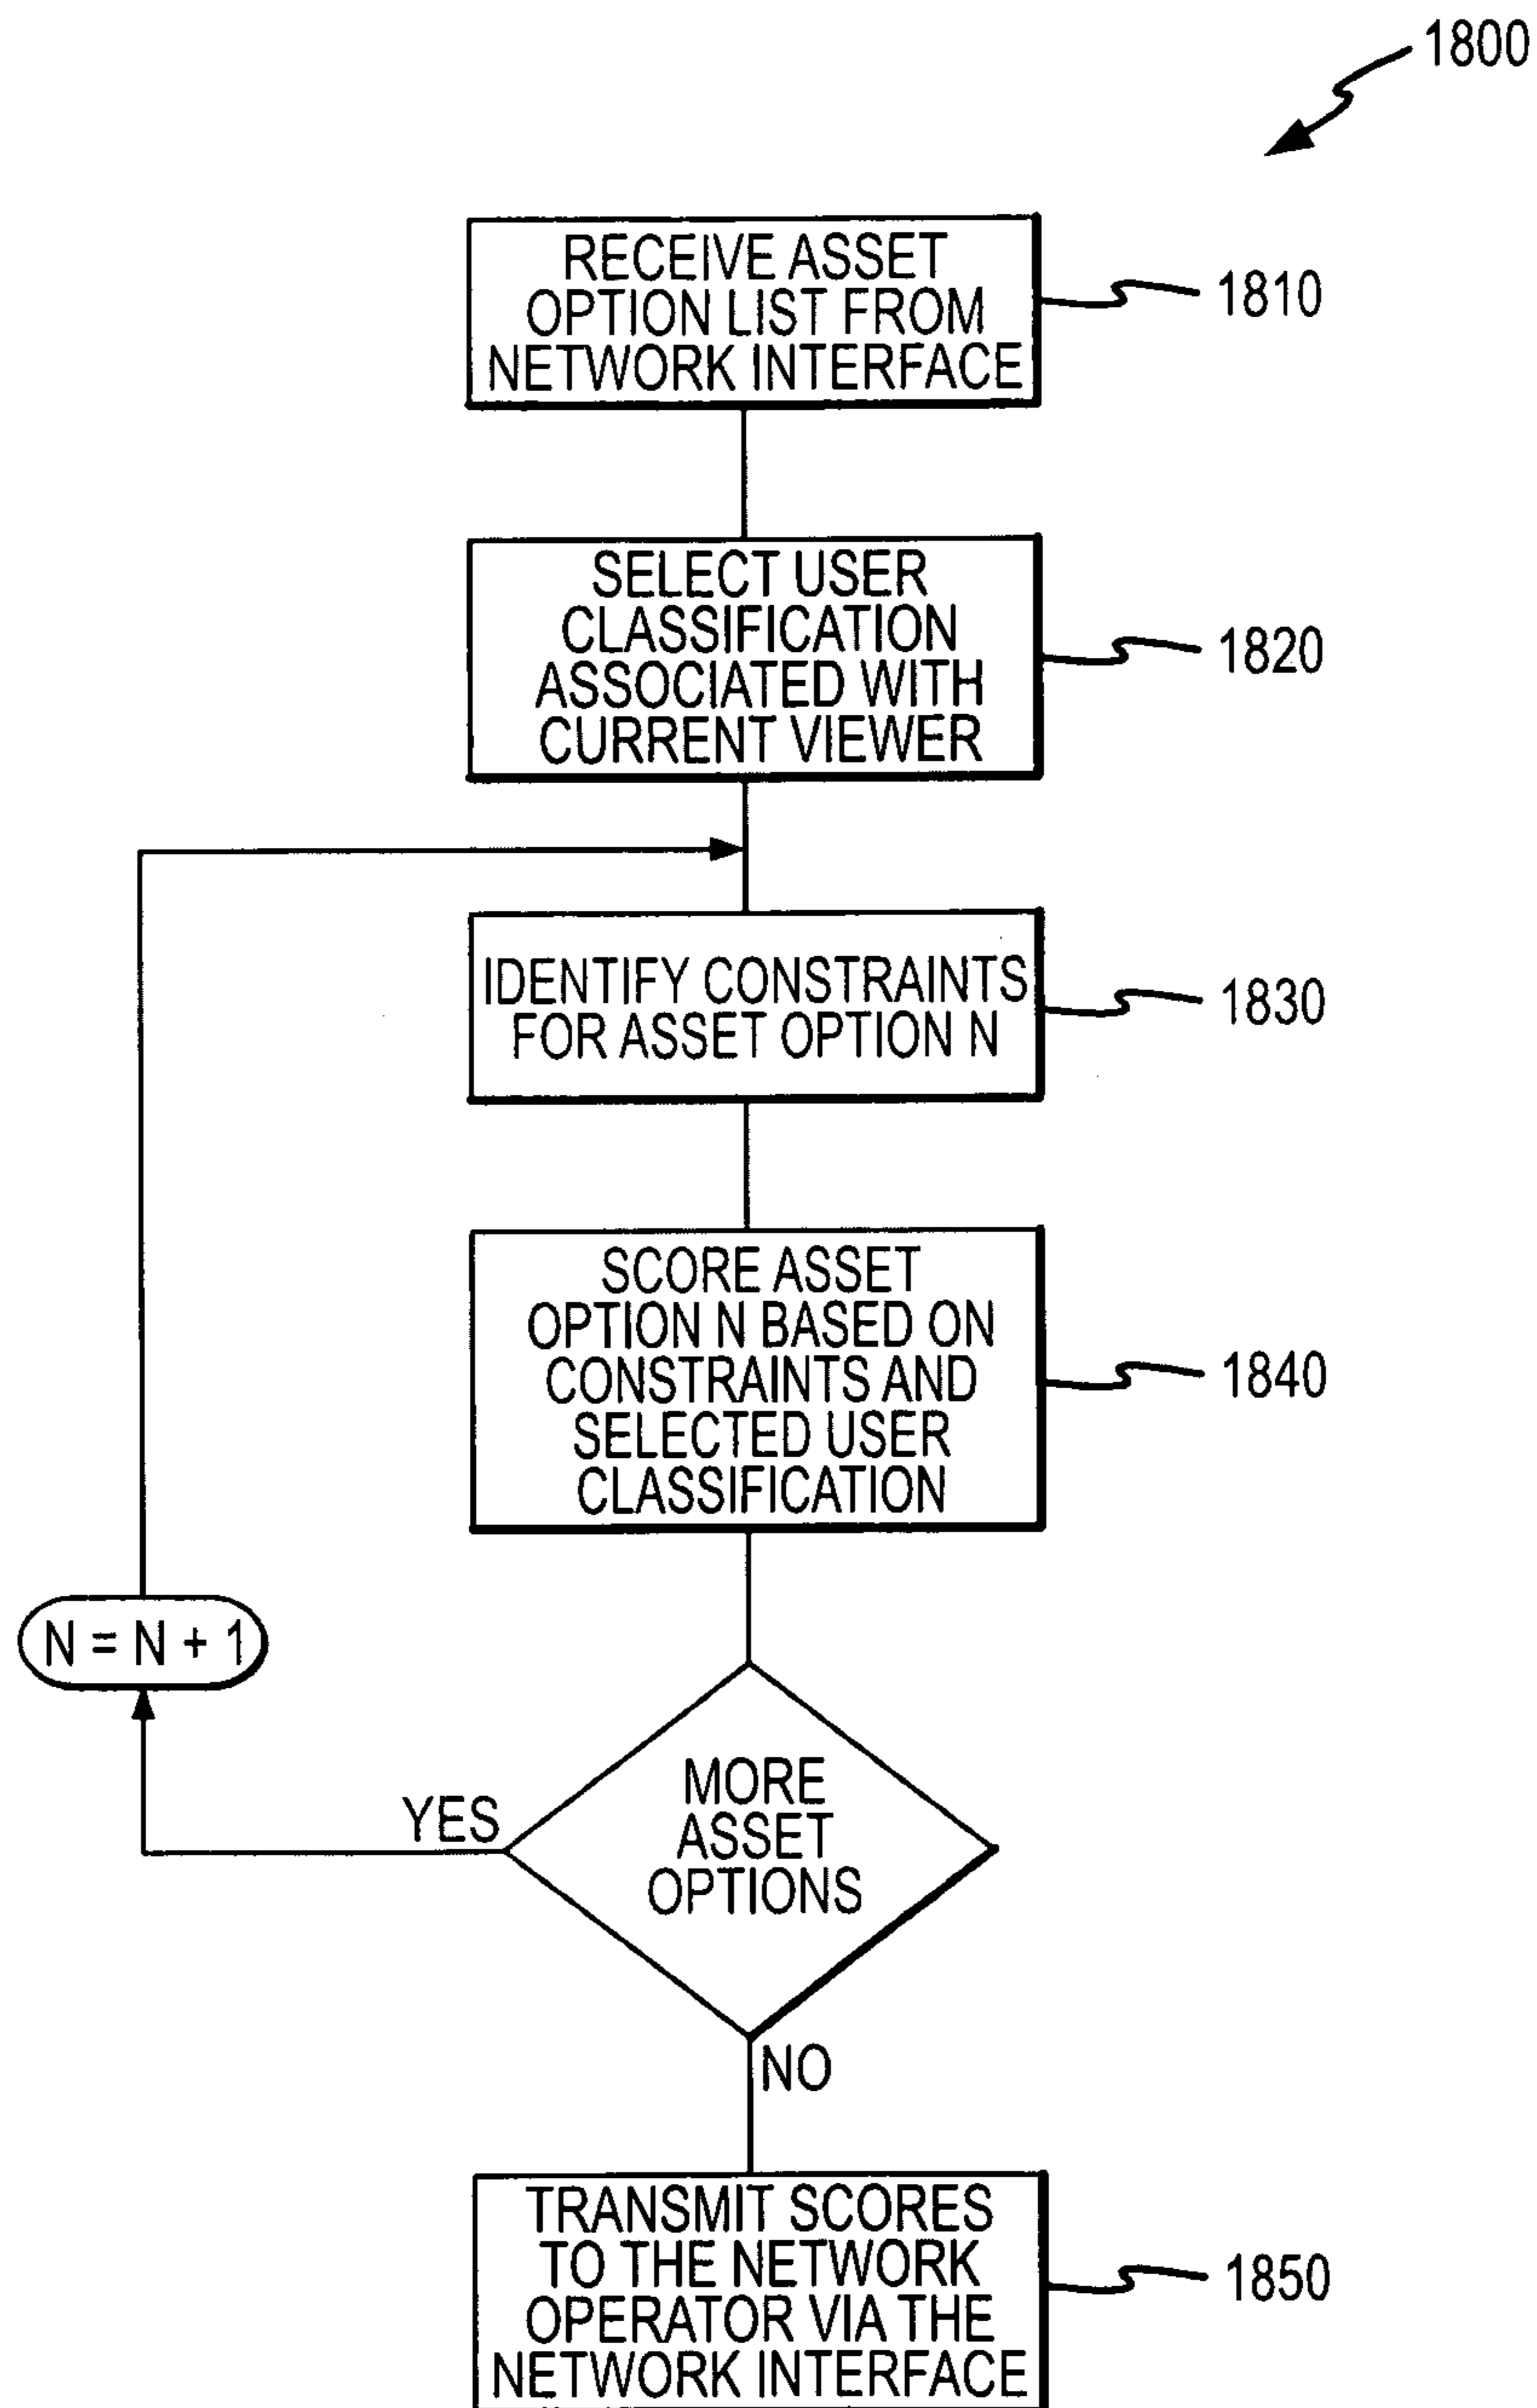 1800
RECEIVE ASSET
OPTION LIST FROM
NETWORK INTERFACE
1810
SELECT USER
CLASSIFICATION
ASSOCIATED WITH
CURRENT VIEWER
1820
IDENTIFY CONSTRAINTS
FOR ASSET OPTION N
1830
SCORE ASSET
OPTION N BASED ON
CONSTRAINTS AND
SELECTED USER
CLASSIFICATION
1840
N = N + 1
MORE
ASSET
OPTIONS
YES
NO
TRANSMIT SCORES
TO THE NETWORK
OPERATOR VIA THE
NETWORK INTERFACE
1850